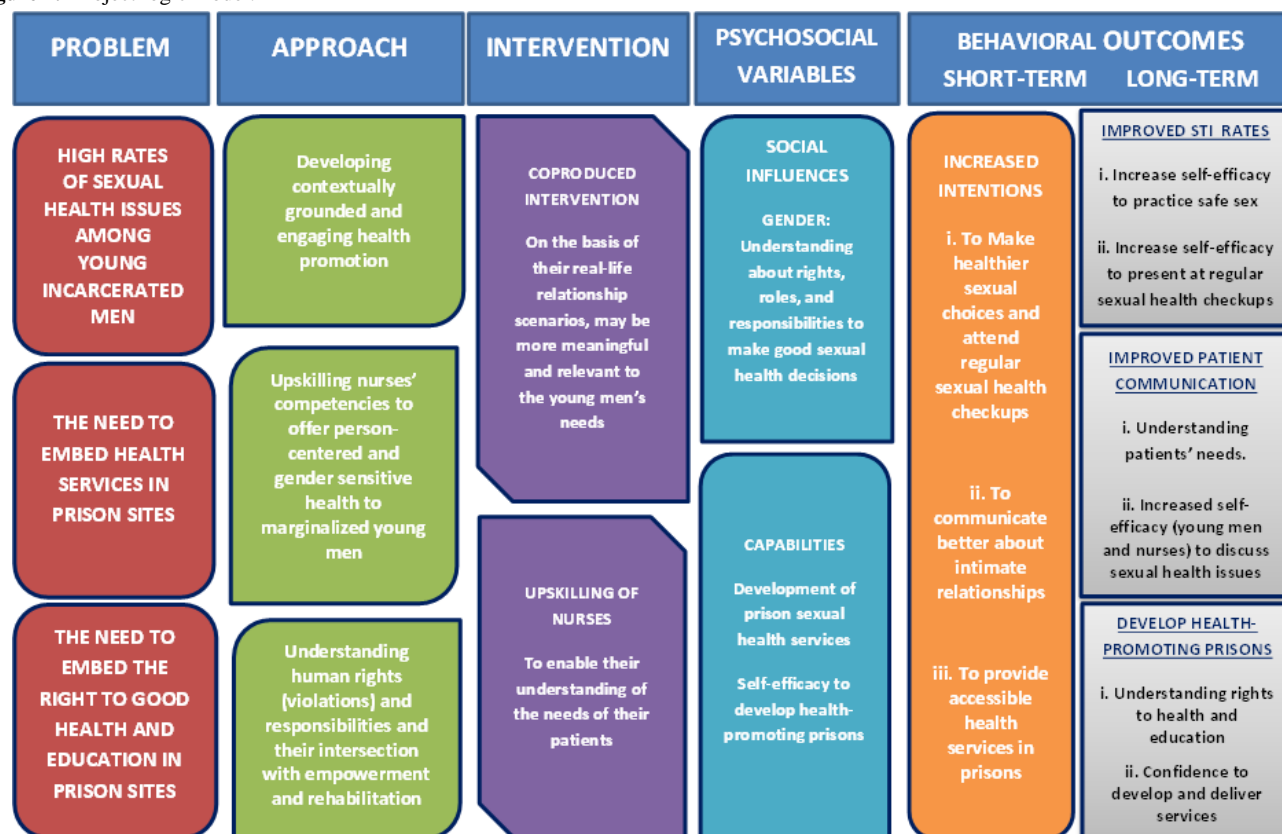 PROBLEM
APPROACH
INTERVENTION
PSYCHOSOCIAL
VARIABLES
BEHAVIORAL OUTCOMES
SHORT-TERM LONG-TERM
HIGH RATES
OF SEXUAL
HEALTH ISSUES
AMONG
YOUNG
INCARCERATED
MEN
THE NEED TO
EMBED HEALTH
SERVICES IN
PRISON SITES
THE NEED TO
EMBED THE
RIGHT TO GOOD
HEALTH AND
EDUCATION IN
PRISON SITES
Developing
contextually
grounded and
engaging health
promotion
Upskilling nurses'
competencies to
offer person-
centered and
gender sensitive
health to
marginalized young
men
Understanding
human rights
(violations) and
responsibilities and
their intersection
with empowerment
and rehabilitation
COPRODUCED
INTERVENTION
On the basis of
their real-life
relationship
scenarios, may be
more meaningful
and relevant to
the young men's
needs
UPSKILLING OF
NURSES
To enable their
understanding of
the needs of their
patients
SOCIAL
INFLUENCES
GENDER:
Understanding
about rights,
roles, and
responsibilities to
make good sexual
health decisions
CAPABILITIES
Development of
prison sexual
health services
Self-efficacy to
develop health-
promoting prisons
INCREASED
INTENTIONS
i. To Make
healthier
sexual
choices and
attend
regular
sexual health
checkups
ii. To
communicate
better about
intimate
relationships
iii. To provide
accessible
health
services in
prisons
IMPROVED STI RATES
i. Increase self-efficacy
to practice safe sex
ii. Increase self-efficacy
to present at regular
sexual health checkups
IMPROVED PATIENT
COMMUNICATION
i. Understanding
patients' needs.
ii. Increased self-
efficacy (young men
and nurses) to discuss
sexual health issues
DEVELOP HEALTH-
PROMOTING PRISONS
i. Understanding rights
to health and
education
ii. Confidence to
develop and deliver
services